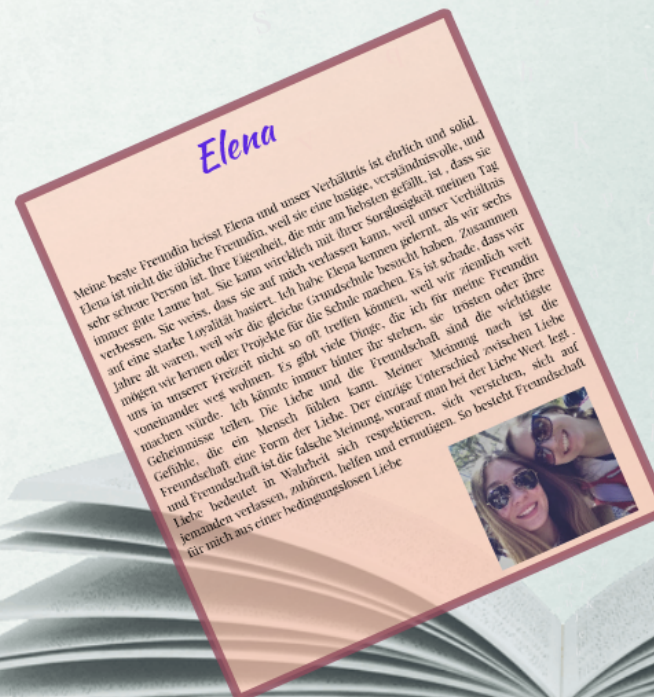 Elena
Meine beste Freundin heisst Elena und unser Verhältnis ist ehrlich und solid.
Elena ist nicht die übliche Freundin, weil sie eine lustige, verständnisvolle, und
sehr scheue Person ist. Ihre Eigenheit, die mir am liebsten gefällt, ist , dass sie
immer gute Laune hat. Sie kann wircklich mit ihrer Sorglosigkeit meinen Tag
verbessen. Sie weiss, dass sie auf mich verlassen kann, weil unser Verhältnis
auf eine starke Loyalität basiert. Ich habe Elena kennen gelernt, als wir sechs
Jahre alt waren, weil wir die gleiche Grundschule besucht haben. Zusammen
mögen wir lernen oder Projekte für die Schule machen. Es ist schade, dass wir
uns in unserer Freizeit nicht so oft treffen können, weil wir ziemlich weit
voneinander weg wohnen. Es gibt viele Dinge, die ich für meine Freundin
machen würde. Ich könnte immer hinter ihr stehen, sie trösten oder ihre
Geheimnisse teilen. Die Liebe und die Freundschaft sind die wichtigste
Gefühle, die ein Mensch fühlen kann. Meiner Meinung nach ist die
Freundschaft eine Form der Liebe. Der einzige Unterschied zwischen Liebe
und Freundschaft ist die falsche Meinung, worauf man bei der Liebe Wert legt .
Liebe bedeutet in Wahrheit sich respektieren, sich verstehen, sich auf
jemanden verlassen, zuhören, helfen und ermutigen. So besteht Freundschaft
für mich aus einer bedingungslosen Liebe